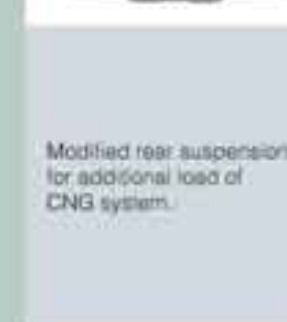 Modified rear suspension
for additional load of
CNG system.